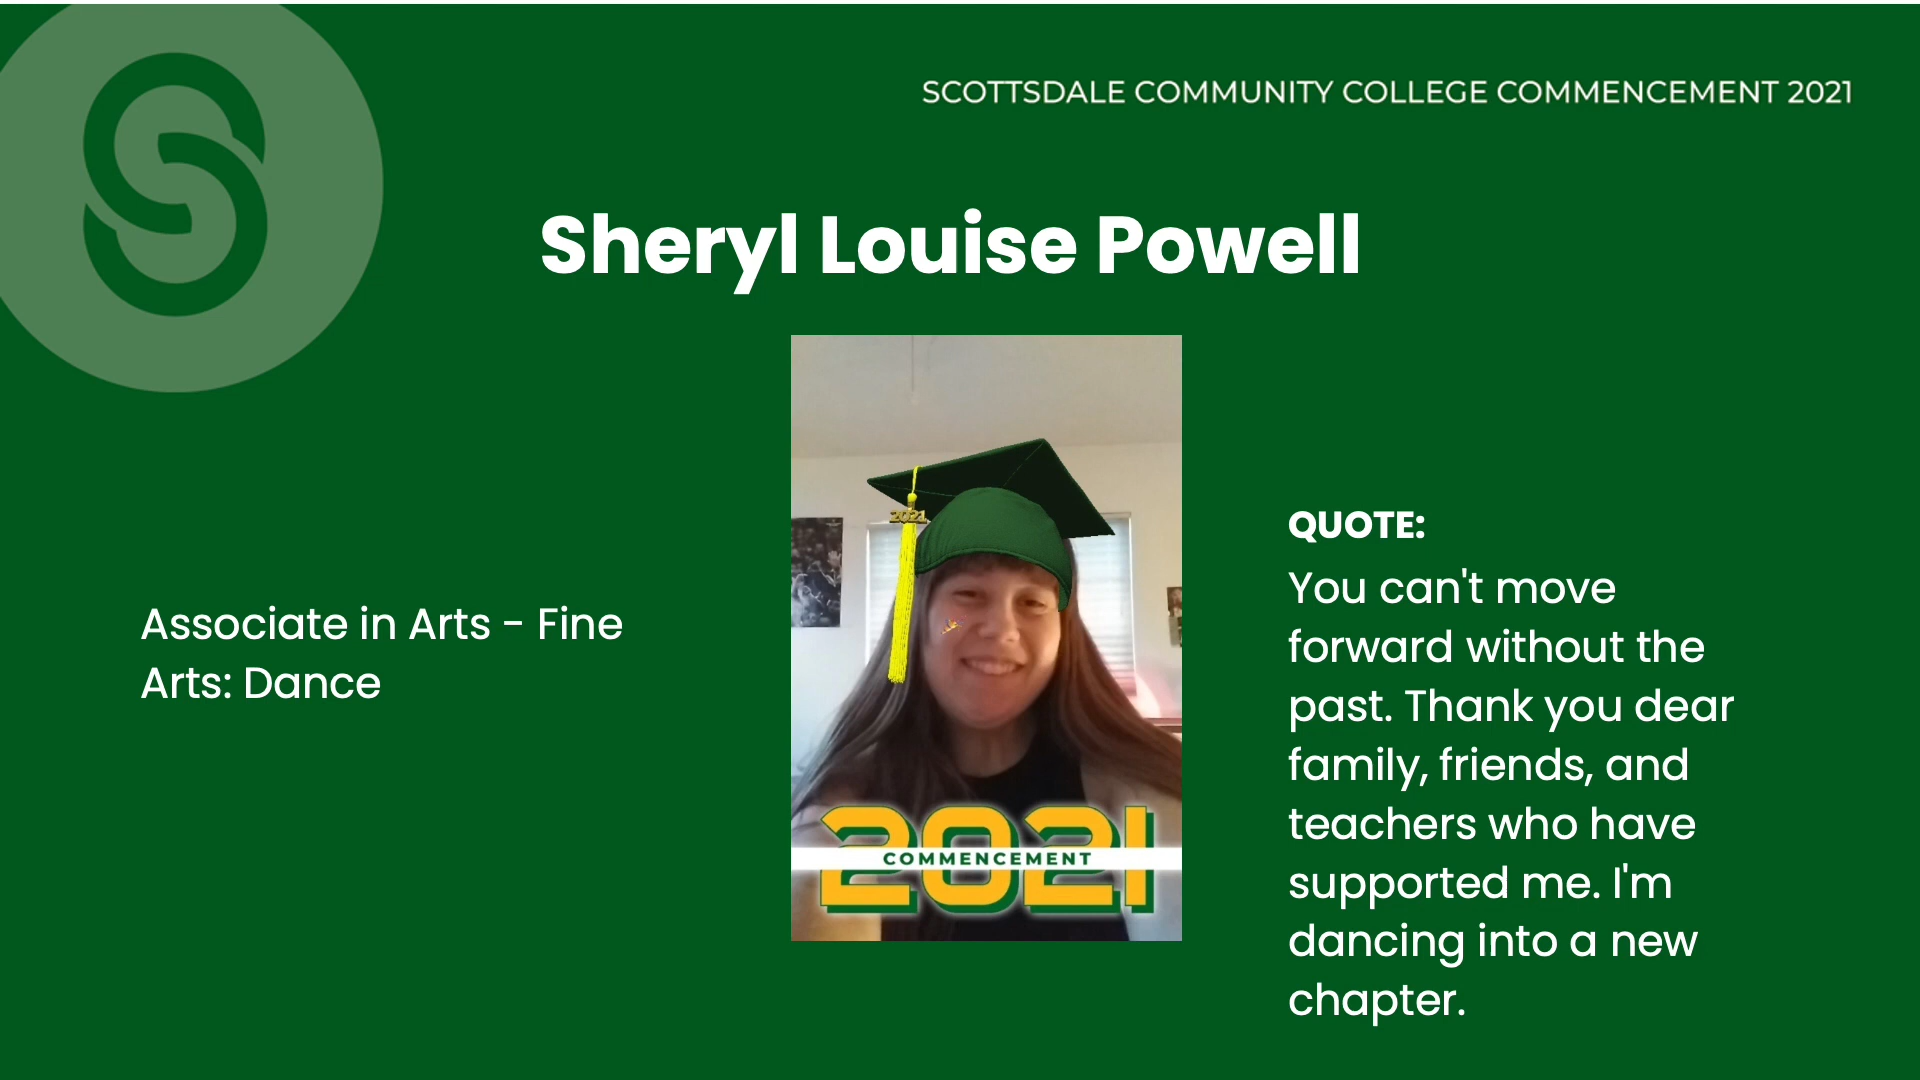 SCOTTSDALE COMMUNITY COLLEGE COMMENCEMENT 2021
Sheryl Louise Powell
Associate in Arts - Fine
Arts: Dance
2021
2021
COMMENCEMENT
QUOTE:
You can't move
forward without the
past. Thank you dear
family, friends, and
teachers who have
supported me. I'm
dancing into a new
chapter.